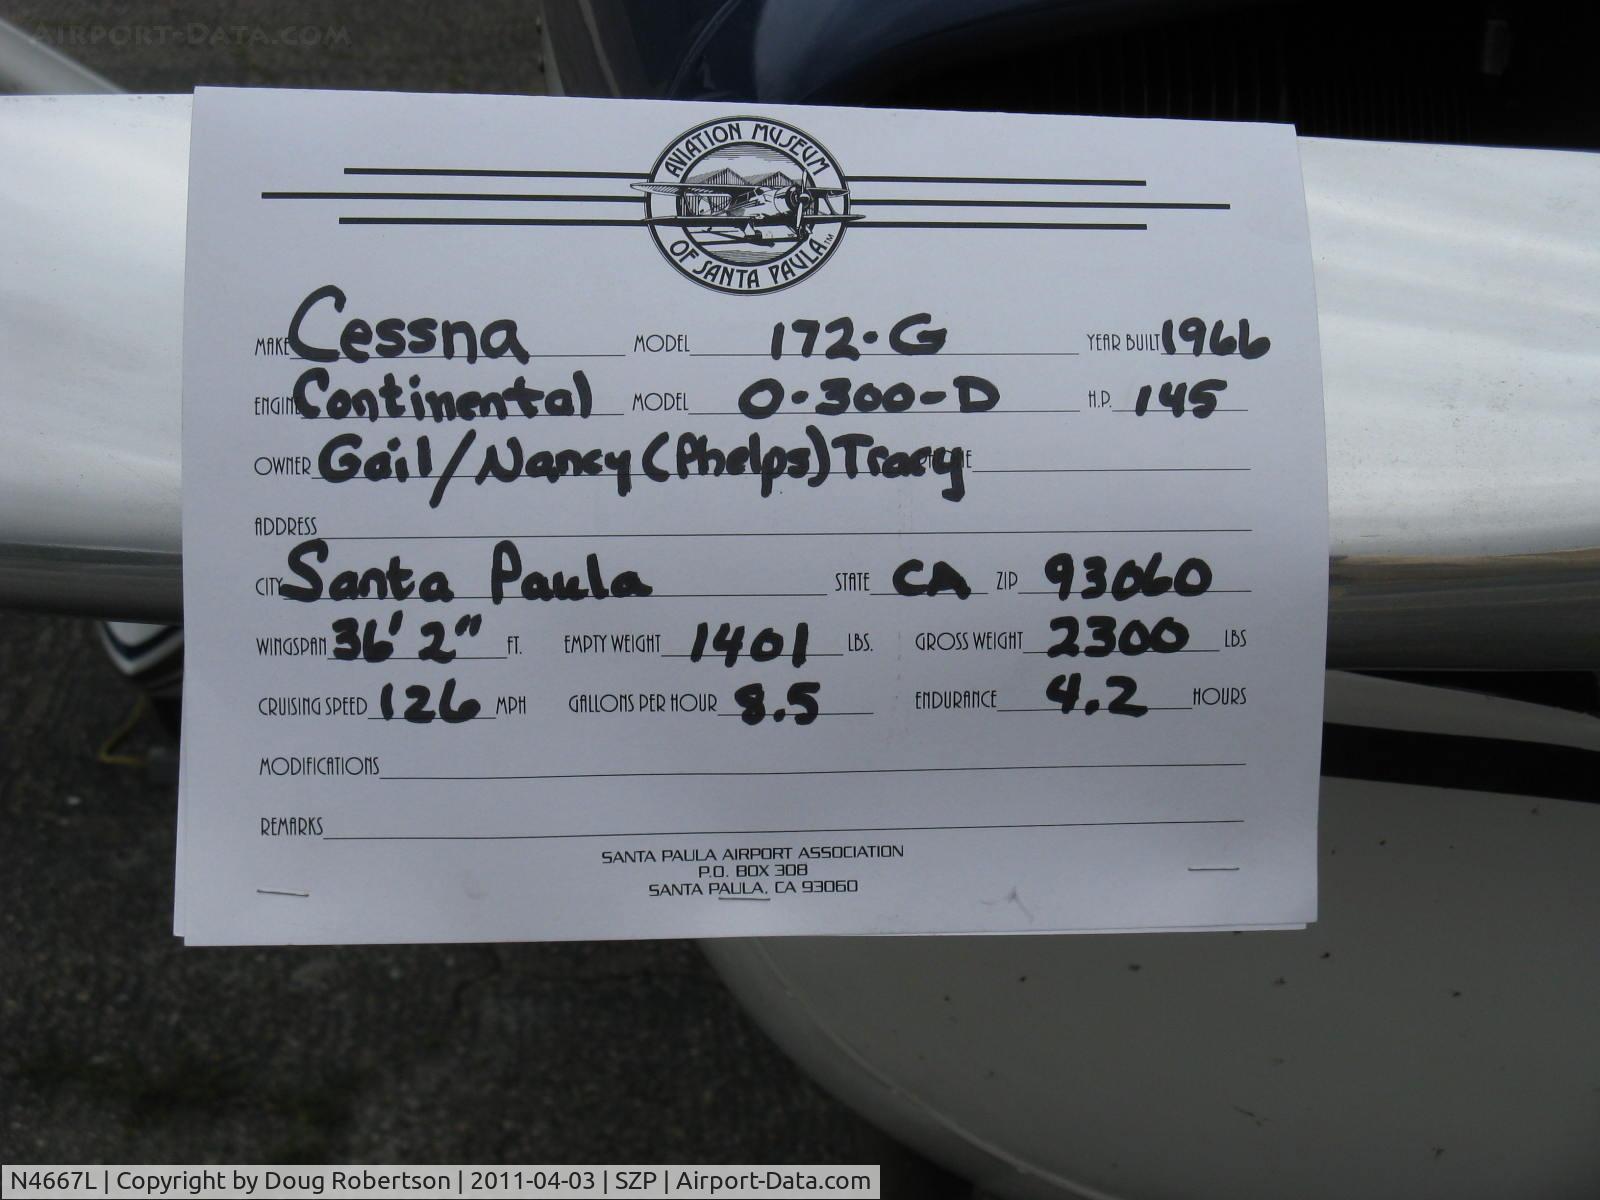 AIRPORT-DATA.COM
AVIATION MUSEUM
OF SANTA PAULA TM
MAKE Cessna MODEL 172-G YEAR BUILT 1966
ENGINE Continental MODEL O-300-D H.P. 145
OWNER Gail/Nancy (Phelps) Tracy PHONE
ADDRESS
CITY Santa Paula STATE CA ZIP 93060
WINGSPAN 36' 2" FT. EMPTY WEIGHT 1401 LBS. GROSS WEIGHT 2300 LBS
CRUISING SPEED 126 MPH GALLONS PER HOUR 8.5 ENDURANCE 4.2 HOURS
MODIFICATIONS
REMARKS
SANTA PAULA AIRPORT ASSOCIATION
P.O. BOX 308
SANTA PAULA, CA 93060
N4667L | Copyright by Doug Robertson | 2011-04-03 | SZP | Airport-Data.com